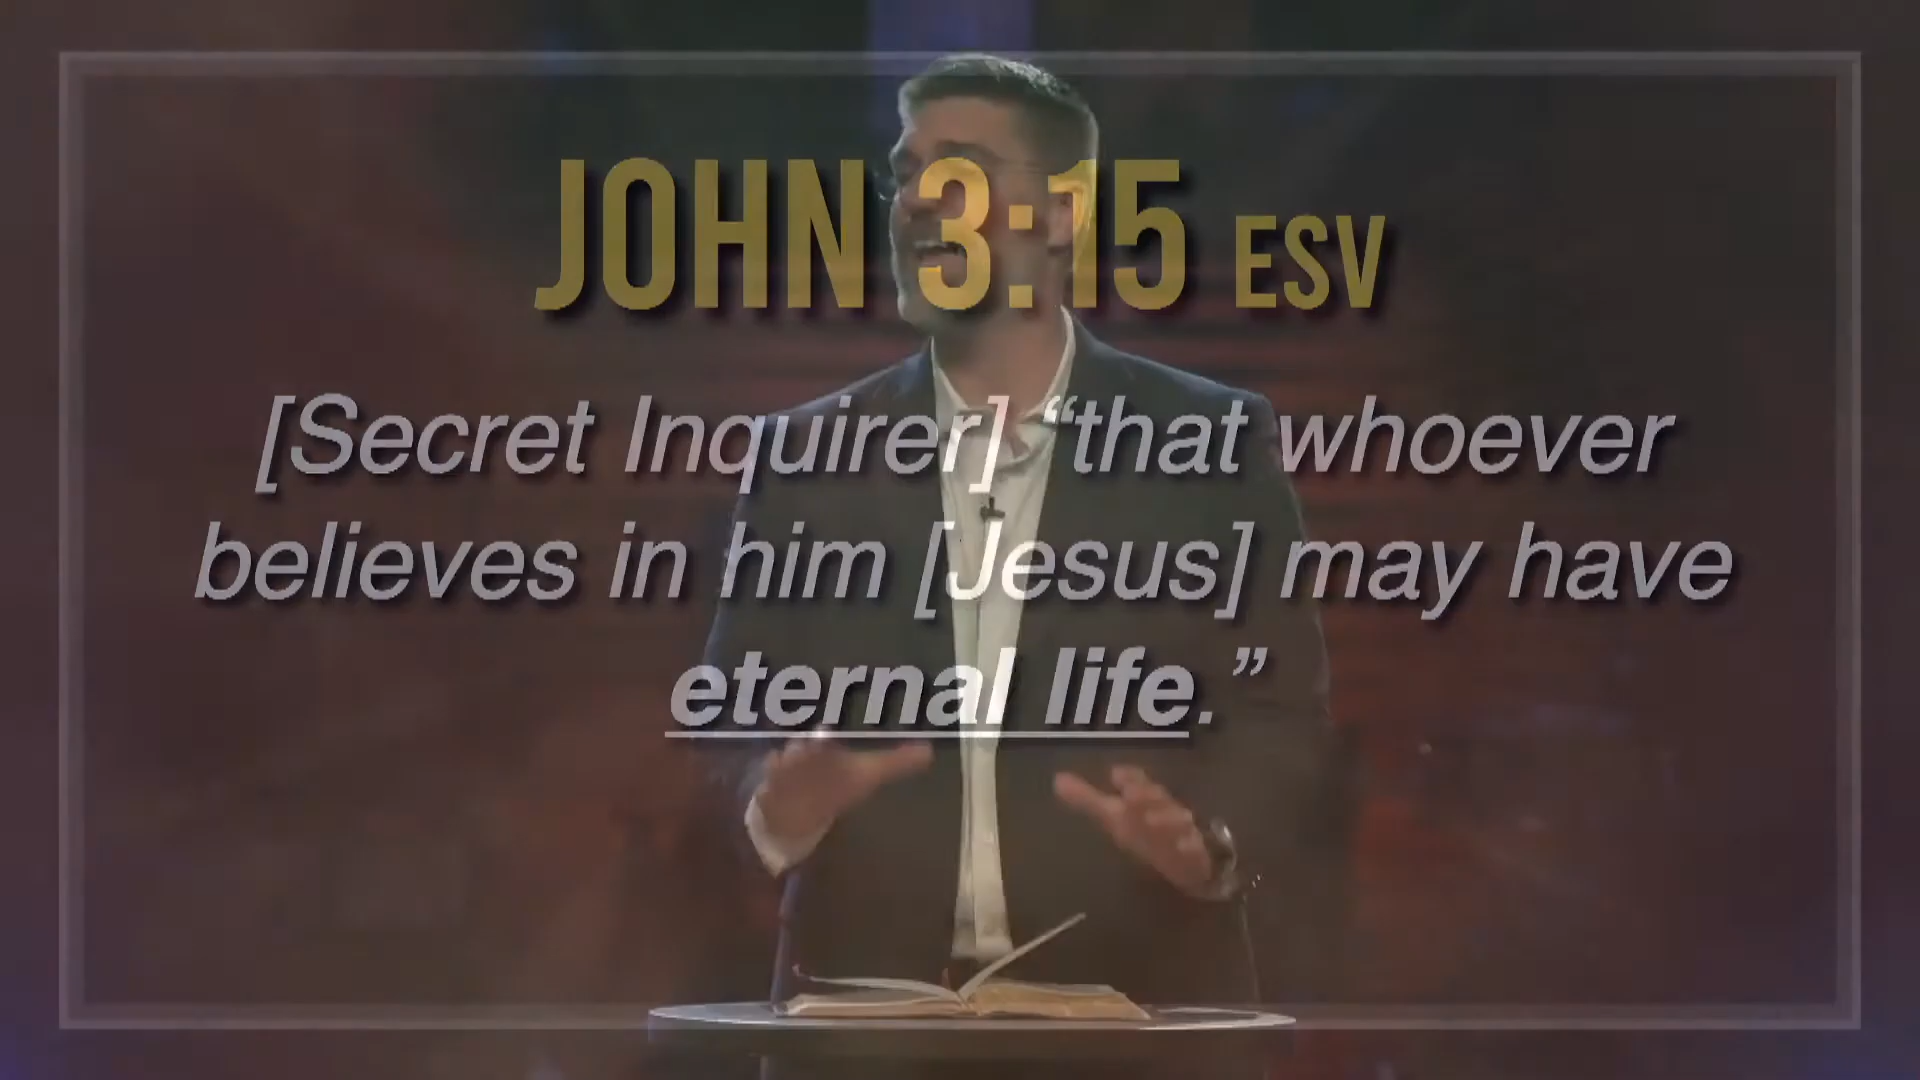 JOHN 3:15 ESV
[Secret Inquirer] “that whoever
believes in him [Jesus] may have
eternal life.”